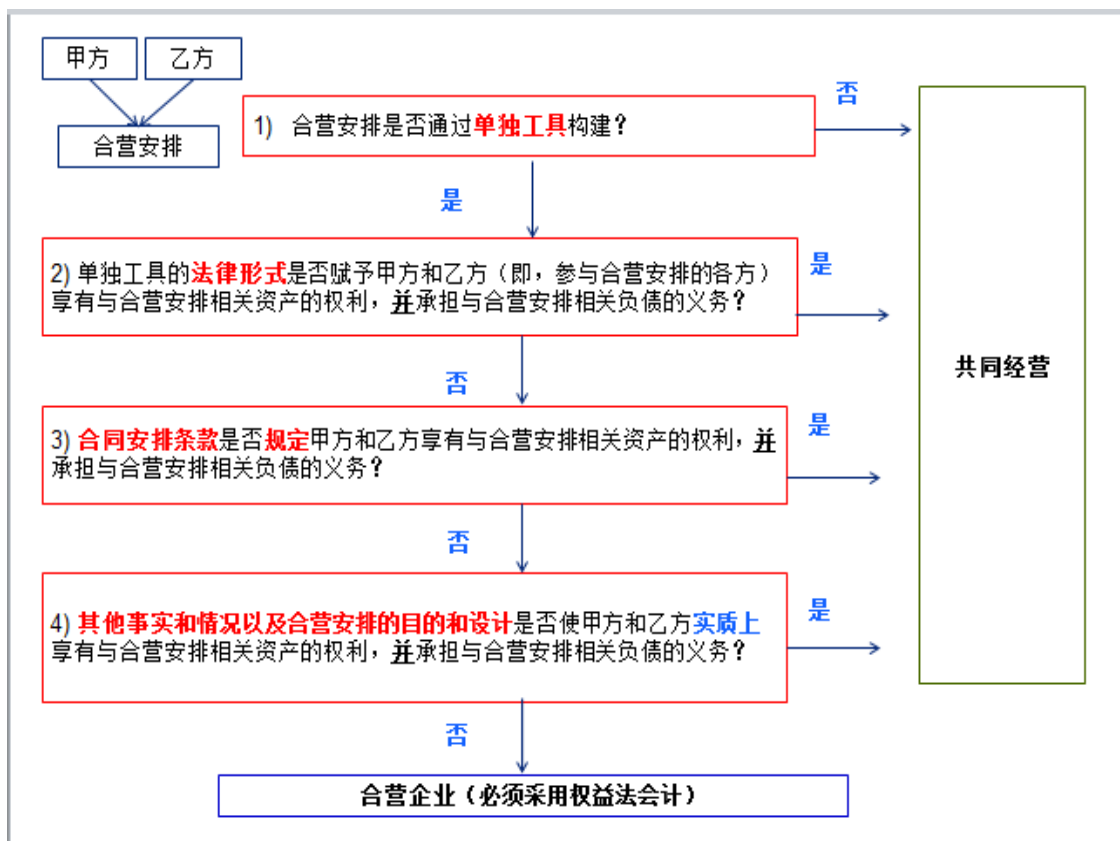 甲方
乙方
合营安排
1) 合营安排是否通过单独工具构建？
否
是
2) 单独工具的法律形式是否赋予甲方和乙方（即，参与合营安排的各方）
享有与合营安排相关资产的权利，并承担与合营安排相关负债的义务？
是
否
3) 合同安排条款是否规定甲方和乙方享有与合营安排相关资产的权利，并
承担与合营安排相关负债的义务？
是
否
4) 其他事实和情况以及合营安排的目的和设计是否使甲方和乙方实质上
享有与合营安排相关资产的权利，并承担与合营安排相关负债的义务？
是
否
共同经营
合营企业（必须采用权益法会计）